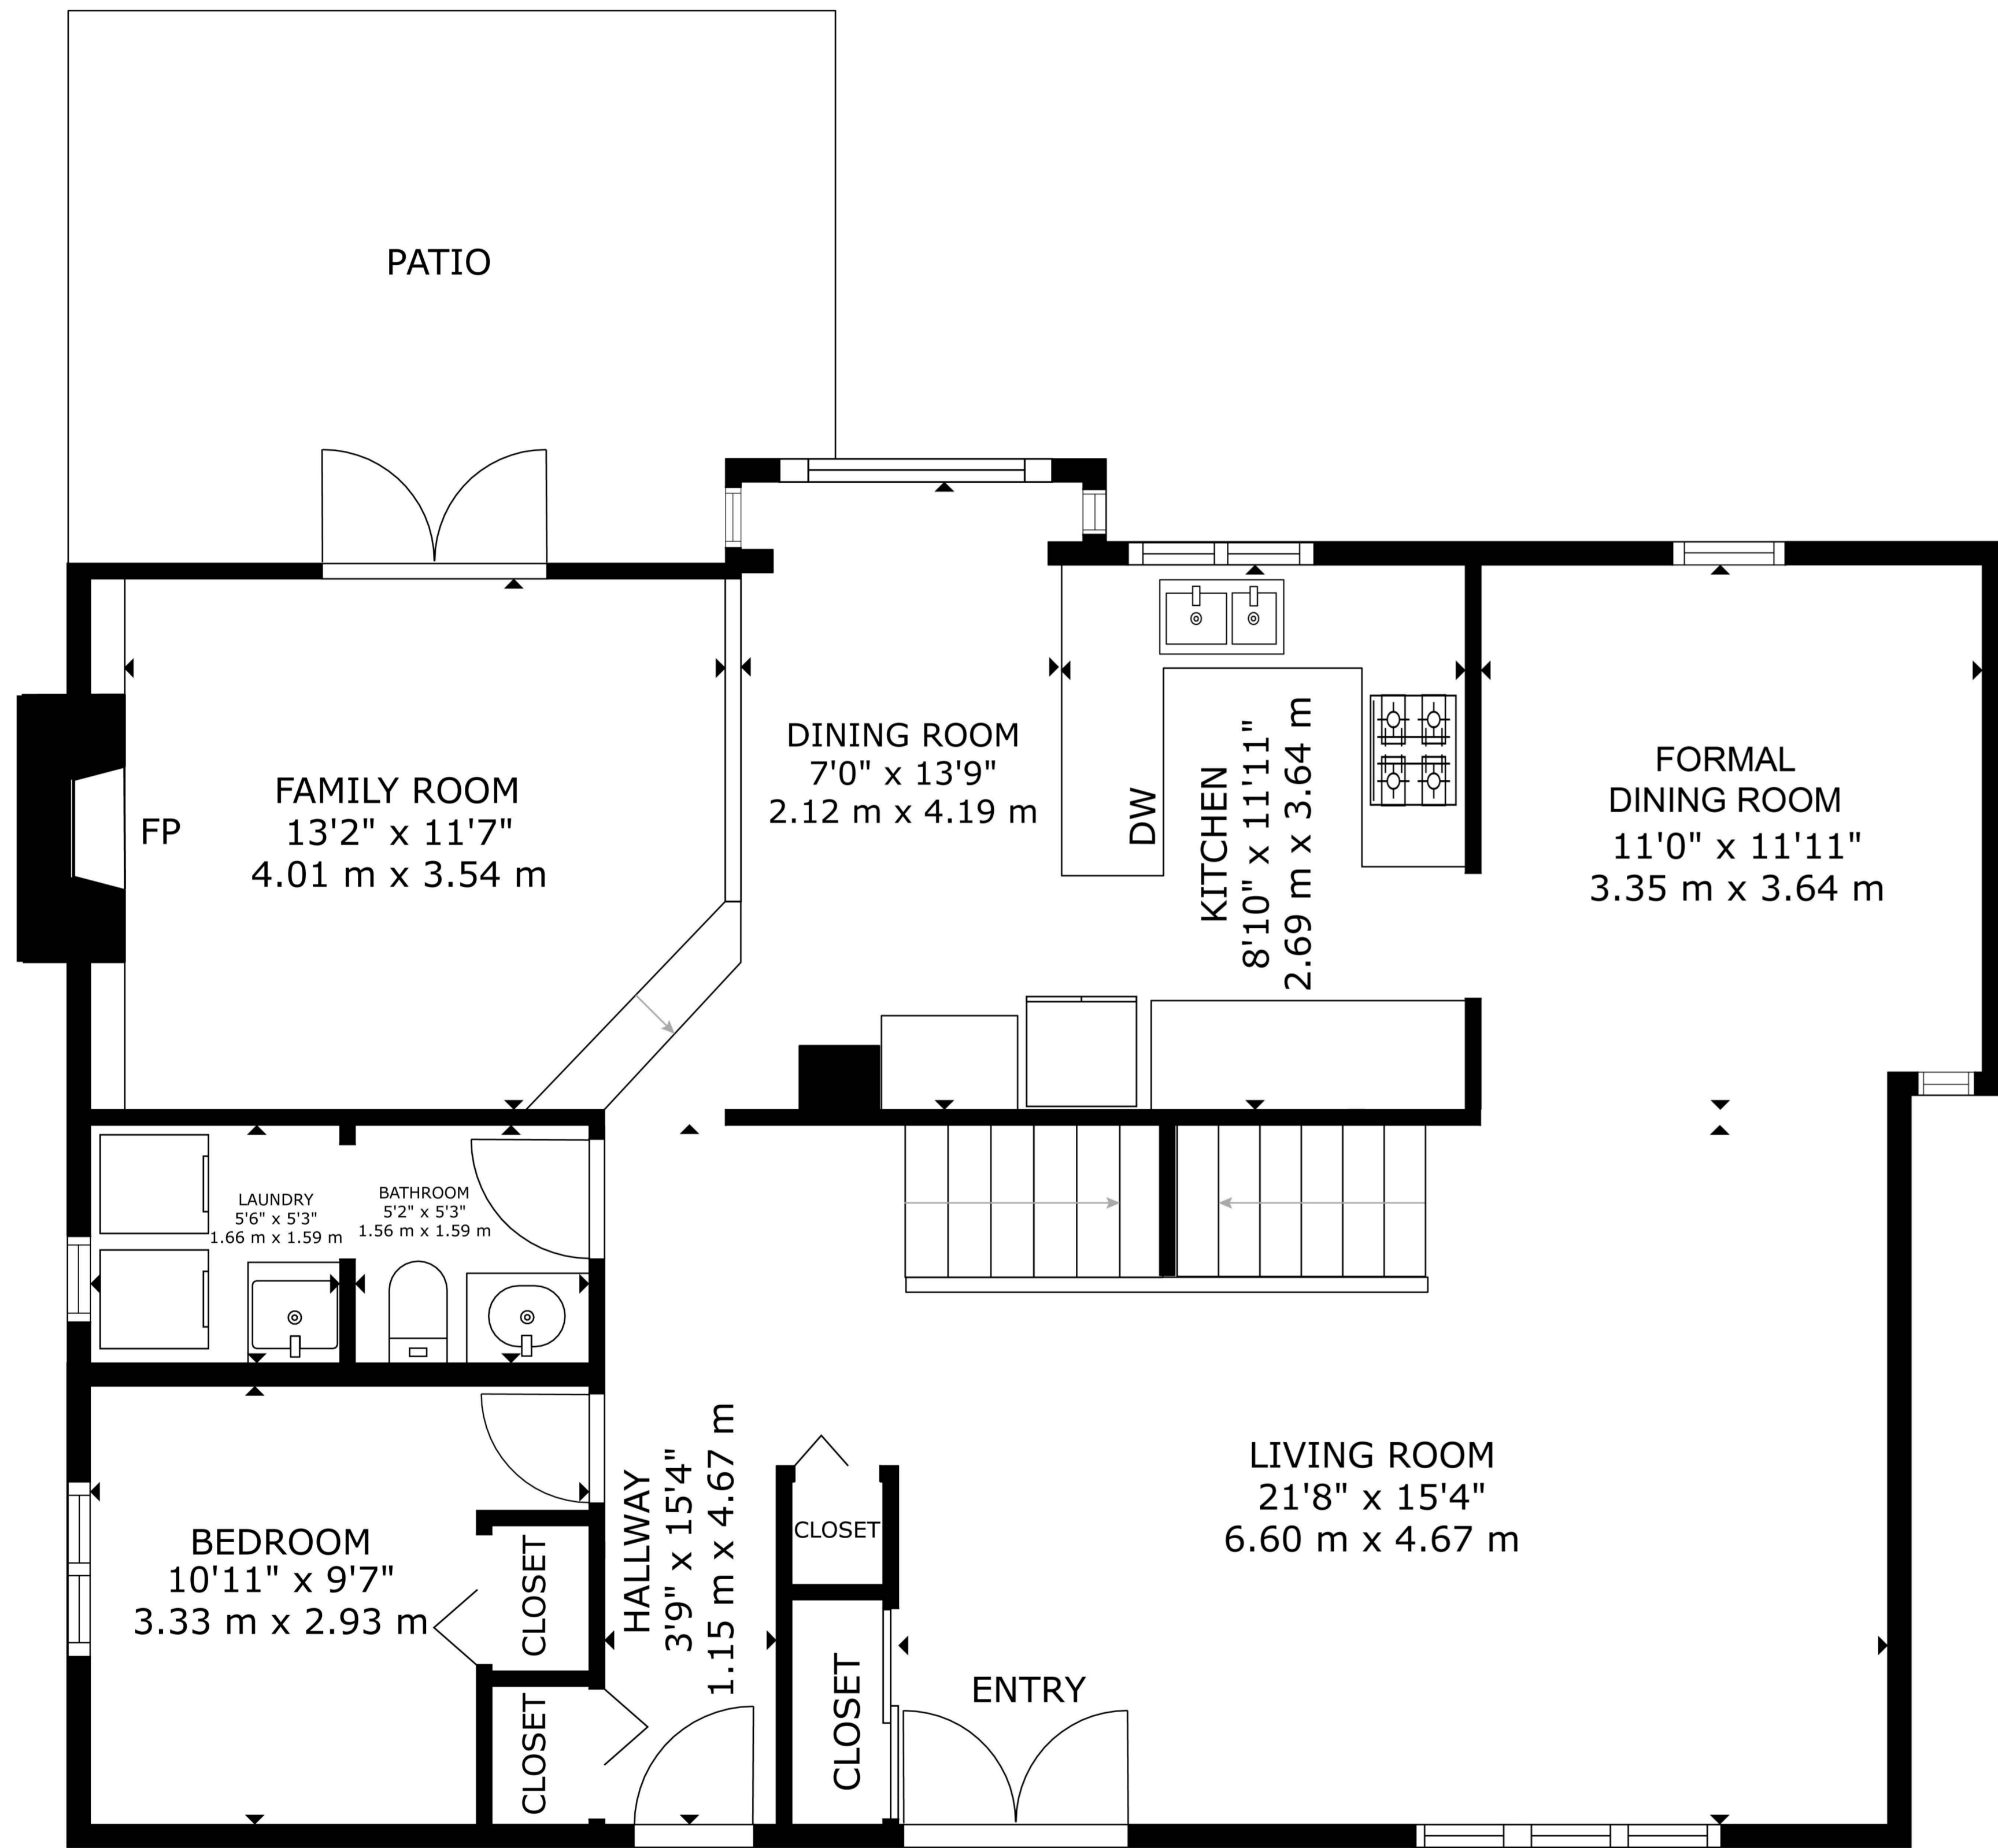 PATIO
FAMILY ROOM
13'2" x 11'7"
4.01 m x 3.54 m
FP
DINING ROOM
7'0" x 13'9"
2.12 m x 4.19 m
DW
KITCHEN
8'10" x 11'11"
2.69 m x 3.64 m
FORMAL
DINING ROOM
11'0" x 11'11"
3.35 m x 3.64 m
LAUNDRY
5'6" x 5'3"
1.66 m x 1.59 m
BATHROOM
5'2" x 5'3"
1.56 m x 1.59 m
BEDROOM
10'11" x 9'7"
3.33 m x 2.93 m
CLOSET
CLOSET
HALLWAY
3'9" x 15'4"
1.15 m x 4.67 m
CLOSET
CLOSET
ENTRY
LIVING ROOM
21'8" x 15'4"
6.60 m x 4.67 m